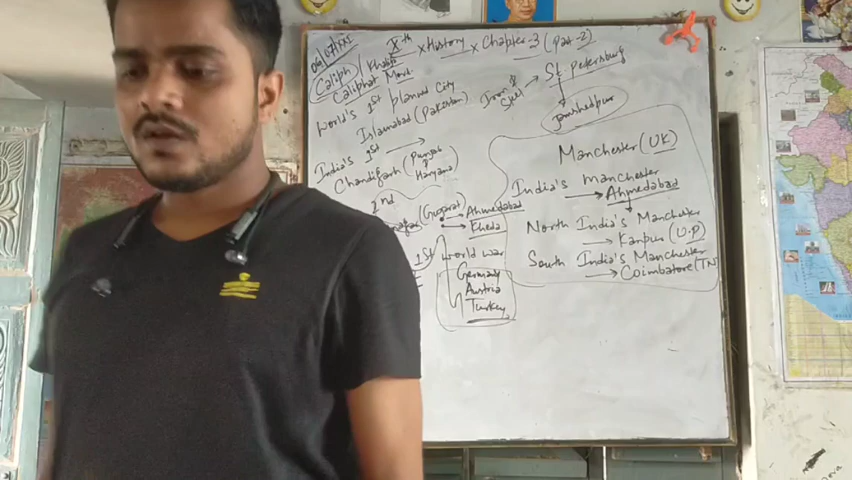 Xth x History x Chapter-3 (Part-2)
Caliph / Khalifa
Caliphat Movt.
World's 1st planned City
Islamabad (Pakistan)
India's 1st →
Chandigarh (Punjab
Haryana)
2nd
(Gujarat)
→ Ahmedabad
→ Kheda
1st World war
Germany
Austria
Turkey
Iron &
→ St. Petersburg
Jamshedpur
Manchester (UK)
India's Manchester
→ Ahmedabad
North India's Manchester
→ Kanpur (U.P)
South India's Manchester
→ Coimbatore (TN